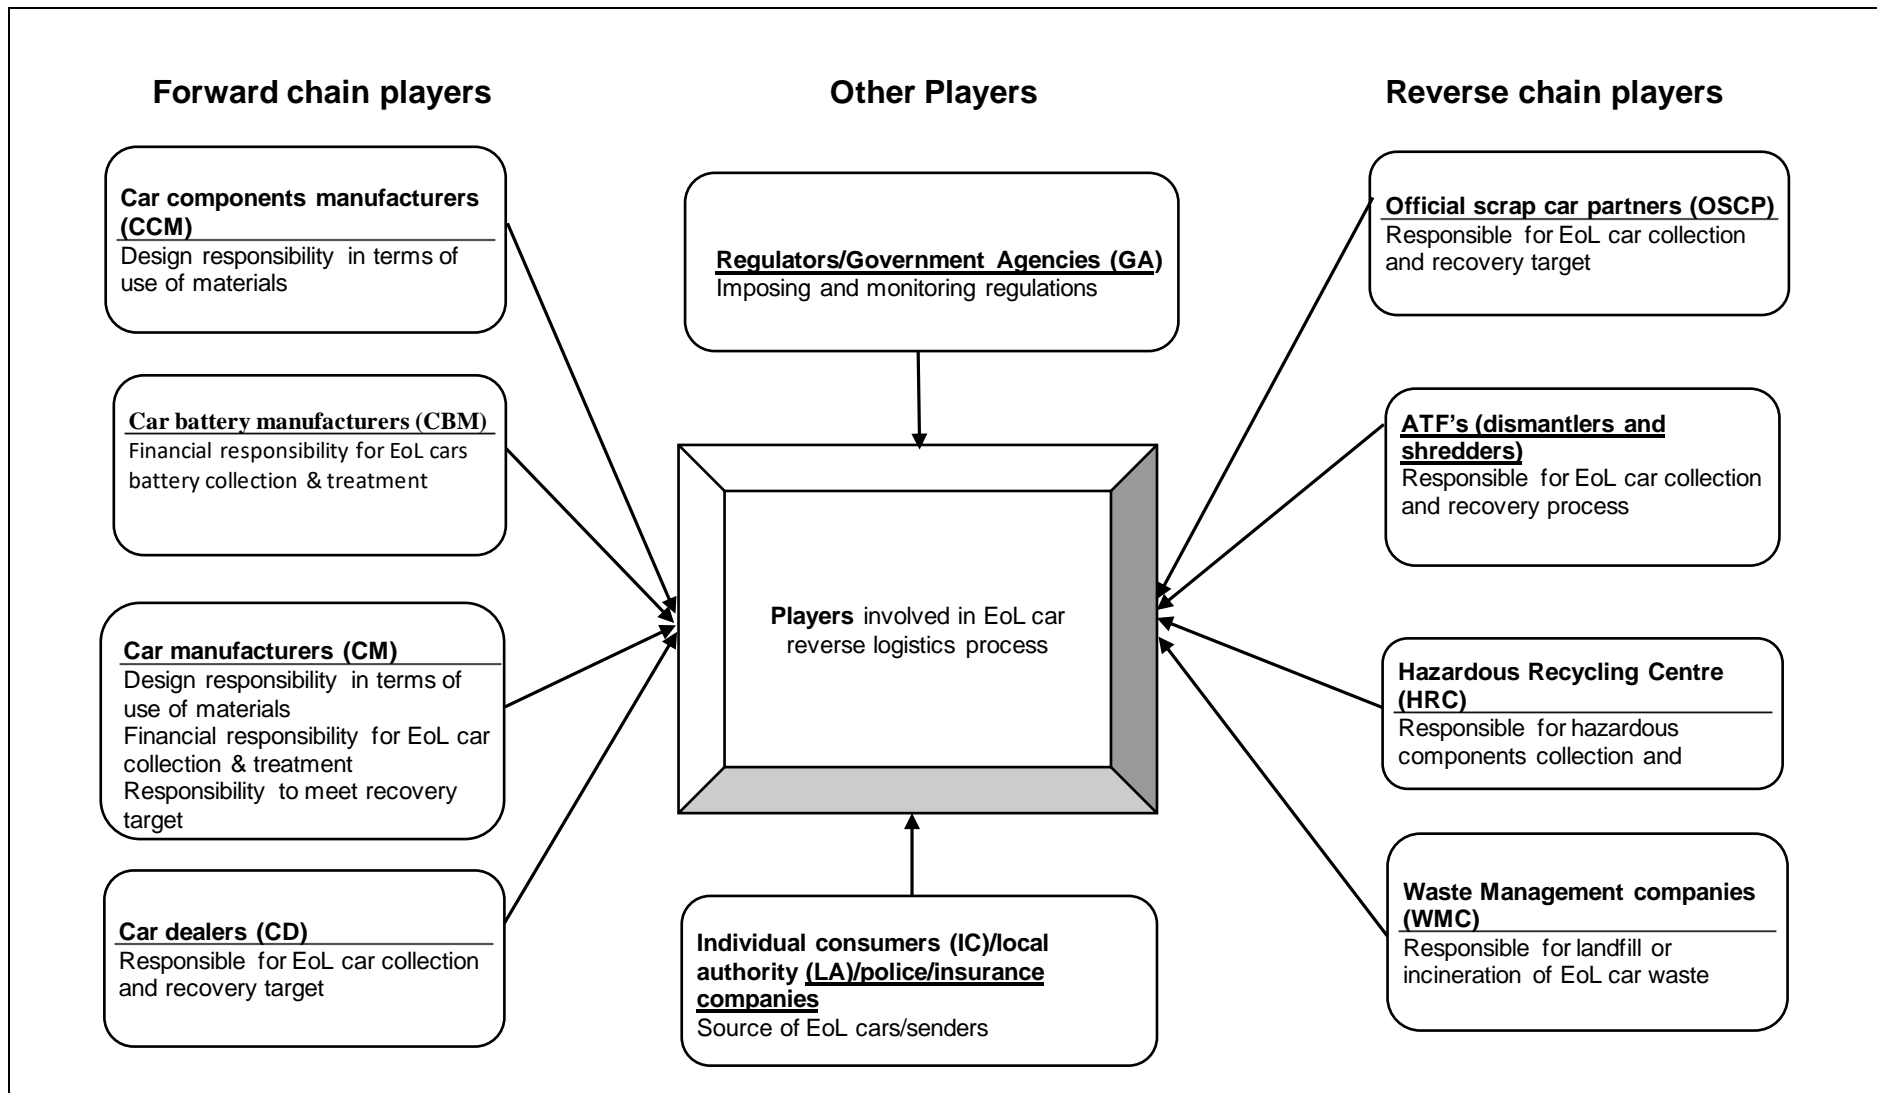 Forward chain players
Other Players
Reverse chain players
Car components manufacturers
(CCM)
Design responsibility in terms of
use of materials
Car battery manufacturers (CBM)
Financial responsibility for EoL cars
battery collection & treatment
Car manufacturers (CM)
Design responsibility in terms of
use of materials
Financial responsibility for EoL car
collection & treatment
Responsibility to meet recovery
target
Car dealers (CD)
Responsible for EoL car collection
and recovery target
Regulators/Government Agencies (GA)
Imposing and monitoring regulations
Players involved in EoL car
reverse logistics process
Individual consumers (IC)/local
authority (LA)/police/insurance
companies
Source of EoL cars/senders
Official scrap car partners (OSCP)
Responsible for EoL car collection
and recovery target
ATF's (dismantlers and
shredders)
Responsible for EoL car collection
and recovery process
Hazardous Recycling Centre
(HRC)
Responsible for hazardous
components collection and
Waste Management companies
(WMC)
Responsible for landfill or
incineration of EoL car waste